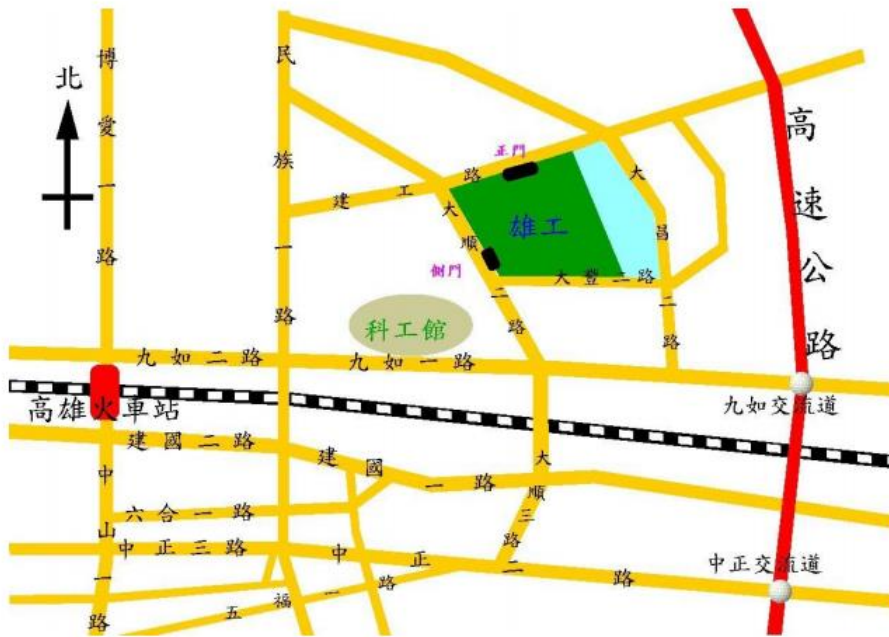 北
博愛一路
民族一路
高速公路
正門
建工路
大順二路
雄工
大昌二路
側門
大豐二路
科工館
九如二路
九如一路
九如交流道
高雄火車站
建國二路
建國一路
大順三路
中山一路
六合一路
中正三路
中正二路
中正交流道
五福一路